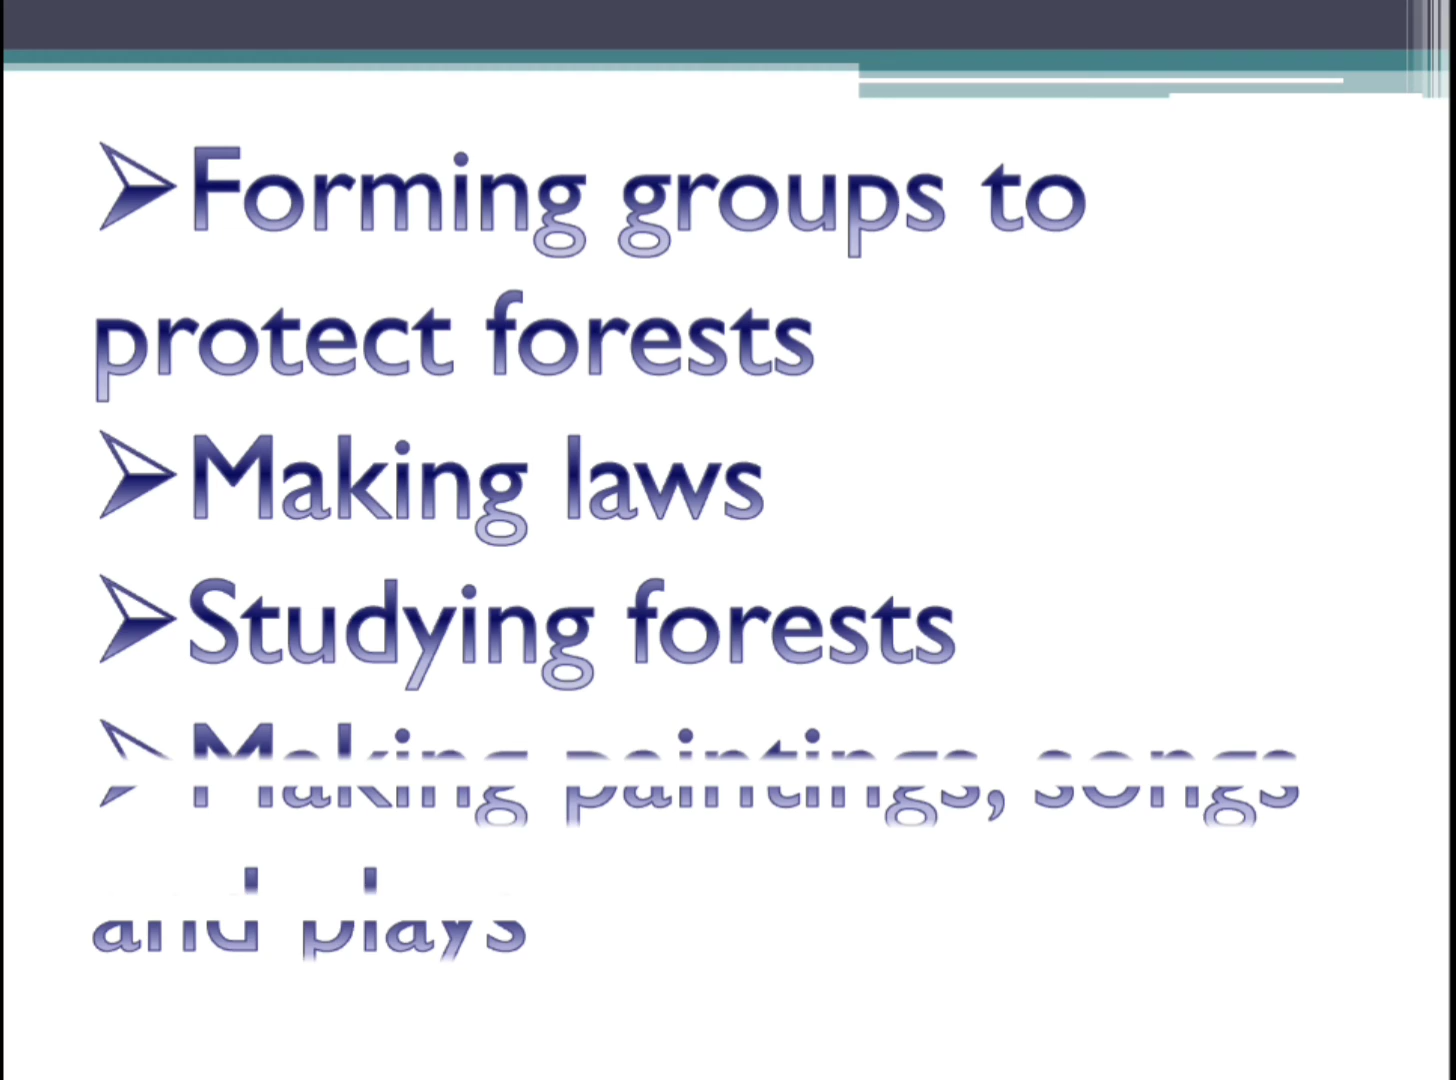 ➢Forming groups to
protect forests
➢Making laws
➢Studying forests
➢Making paintings, songs
and plays